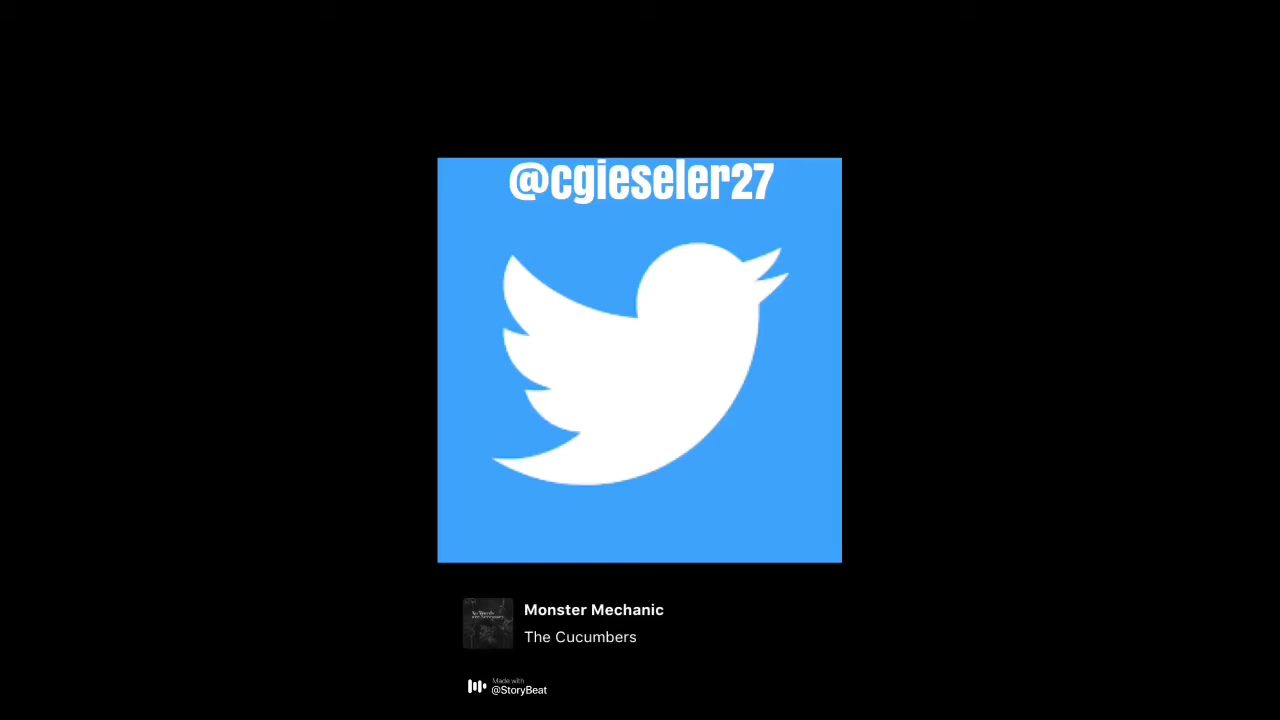 @cgieseler27
Monster Mechanic
The Cucumbers
Made with
@StoryBeat